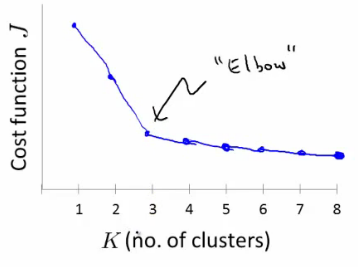 Cost function J
"Elbow"
1 2 3 4 5 6 7 8
K (no. of clusters)